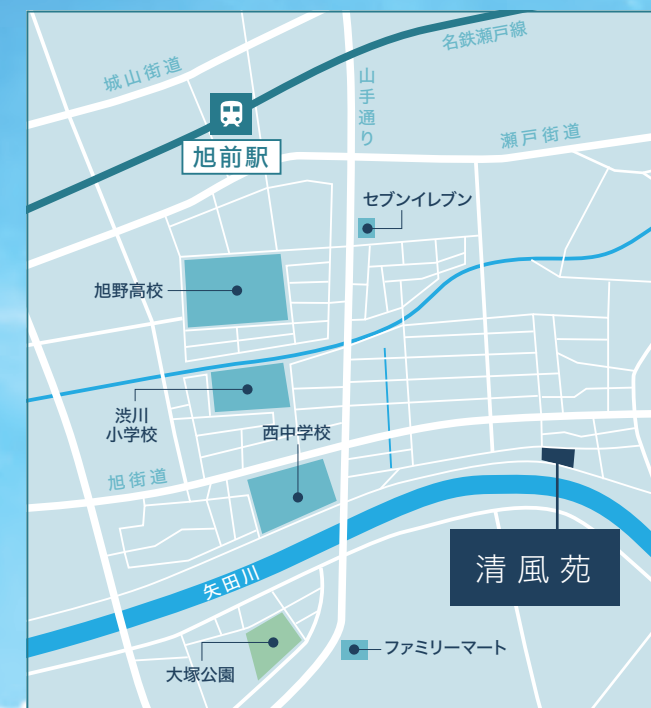 名鉄瀬戸線
城山街道
山手通り
瀬戸街道
旭前駅
セブンイレブン
旭野高校
渋川
小学校
西中学校
旭街道
清風苑
矢田川
ファミリーマート
大塚公園